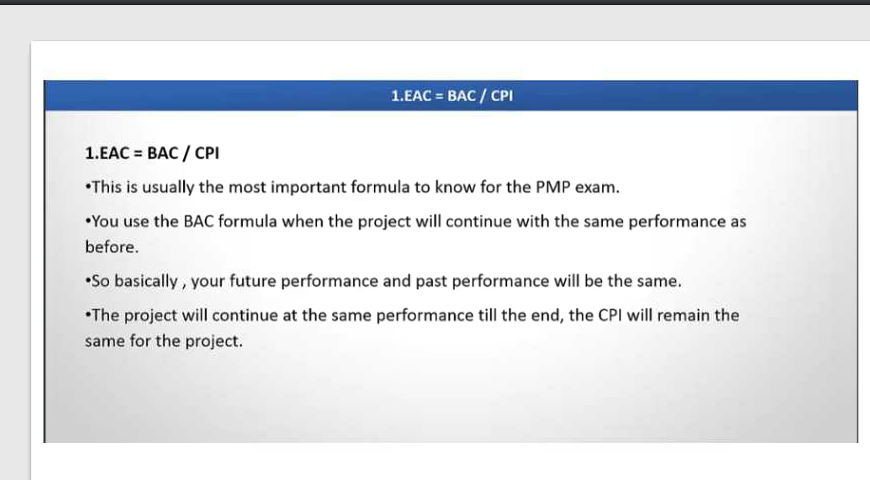 1.EAC = BAC / CPI
1.EAC = BAC / CPI
•This is usually the most important formula to know for the PMP exam.
•You use the BAC formula when the project will continue with the same performance as
before.
•So basically , your future performance and past performance will be the same.
•The project will continue at the same performance till the end, the CPI will remain the
same for the project.